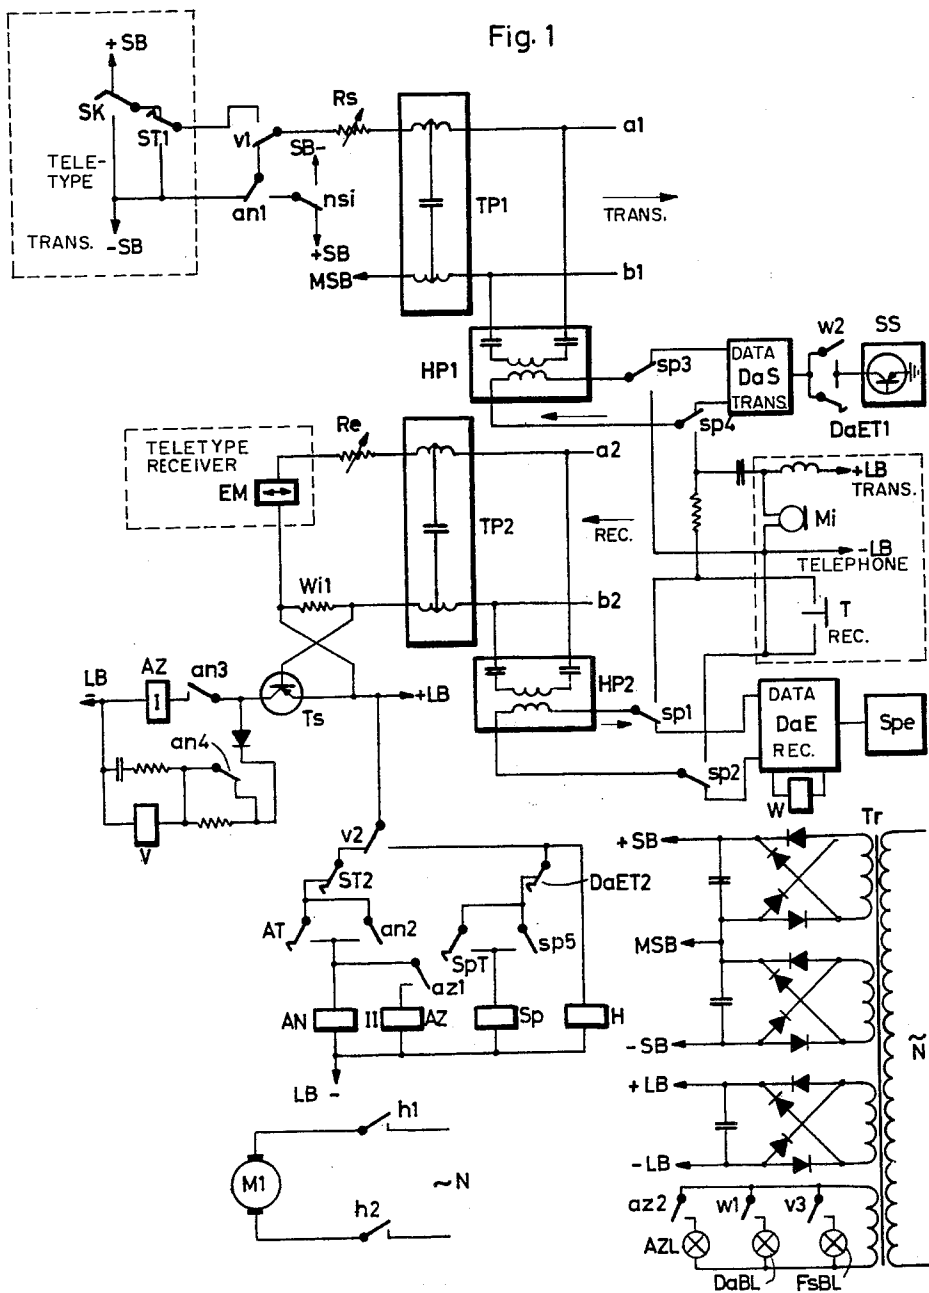 Fig. 1
+SB
SK
ST1
TELE-
TYPE
TRANS.
-SB
v1
an1
Rs
SB-
nsi
+SB
MSB
TP1
a1
TRANS.
b1
HP1
sp3
sp4
DATA
DaS
TRANS.
w2
SS
DaET1
TELETYPE
RECEIVER
EM
Re
TP2
a2
REC.
b2
+LB
TRANS.
Mi
-LB
TELEPHONE
T
REC.
Wi1
LB
-
AZ
I
an3
Ts
+LB
an4
V
HP2
sp1
sp2
DATA
DaE
REC.
Spe
W
v2
ST2
AT
an2
DaET2
SpT
sp5
az1
AN
II
AZ
Sp
H
LB -
Tr
+SB
MSB
-SB
+LB
-LB
~
N
h1
M1
h2
~N
az2
w1
v3
AZL
DaBL
FsBL